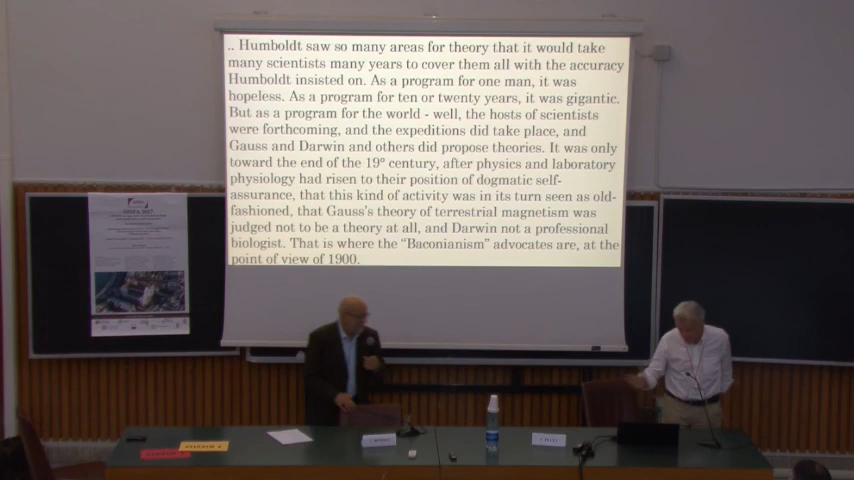 .. Humboldt saw so many areas for theory that it would take
many scientists many years to cover them all with the accuracy
Humboldt insisted on. As a program for one man, it was
hopeless. As a program for ten or twenty years, it was gigantic.
But as a program for the world - well, the hosts of scientists
were forthcoming, and the expeditions did take place, and
Gauss and Darwin and others did propose theories. It was only
toward the end of the 19º century, after physics and laboratory
physiology had risen to their position of dogmatic self-
assurance, that this kind of activity was in its turn seen as old-
fashioned, that Gauss's theory of terrestrial magnetism was
judged not to be a theory at all, and Darwin not a professional
biologist. That is where the “Baconianism” advocates are, at the
point of view of 1900.